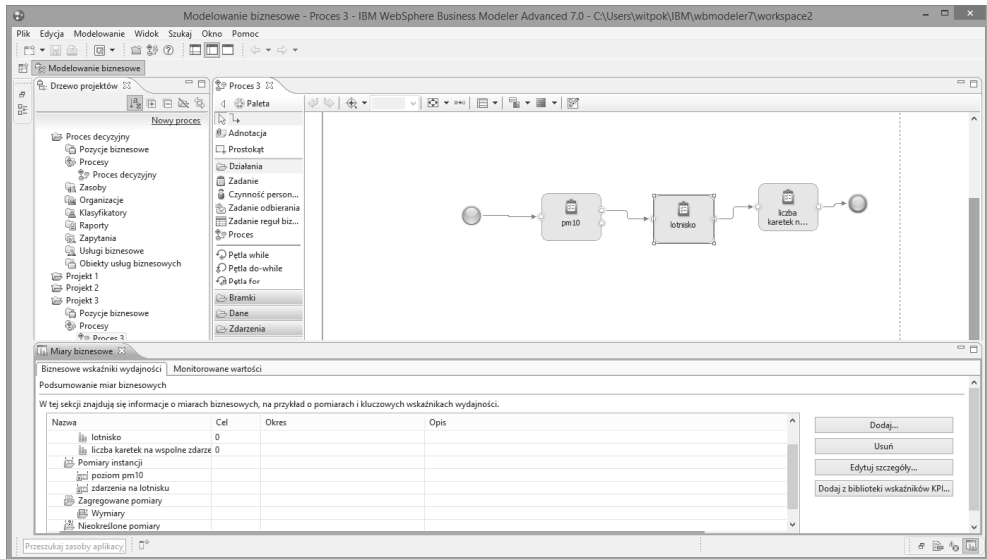 Modelowanie biznesowe - Proces 3 - IBM WebSphere Business Modeler Advanced 7.0 - C:\Users\witpok\IBM\wbmodeler7\workspace2
Plik Edycja Modelowanie Widok Szukaj Okno Pomoc
Modelowanie biznesowe
Drzewo projektów
Nowy proces
Proces decyzyjny
Pozycje biznesowe
Procesy
Proces decyzyjny
Zasoby
Organizacje
Klasyfikatory
Raporty
Zapytania
Usługi biznesowe
Obiekty usług biznesowych
Projekt 1
Projekt 2
Projekt 3
Pozycje biznesowe
Procesy
Proces 3
Proces 3
Paleta
Adnotacja
Prostokąt
Działania
Zadanie
Czynność person...
Zadanie odbierania
Zadanie reguł biz...
Proces
Pętla while
Pętla do-while
Pętla for
Bramki
Dane
Zdarzenia
pm10
lotnisko
liczba
karetek n...
Miary biznesowe
Biznesowe wskaźniki wydajności Monitorowane wartości
Podsumowanie miar biznesowych
W tej sekcji znajdują się informacje o miarach biznesowych, na przykład o pomiarach i kluczowych wskaźnikach wydajności.
Nazwa Cel Okres Opis
lotnisko 0
liczba karetek na wspolne zdarze 0
Pomiary instancji
poziom pm10
zdarzenia na lotnisku
Zagregowane pomiary
Wymiary
Nieokreślone pomiary
Dodaj...
Usuń
Edytuj szczegóły...
Dodaj z biblioteki wskaźników KPI...
Przeszukaj zasoby aplikacy